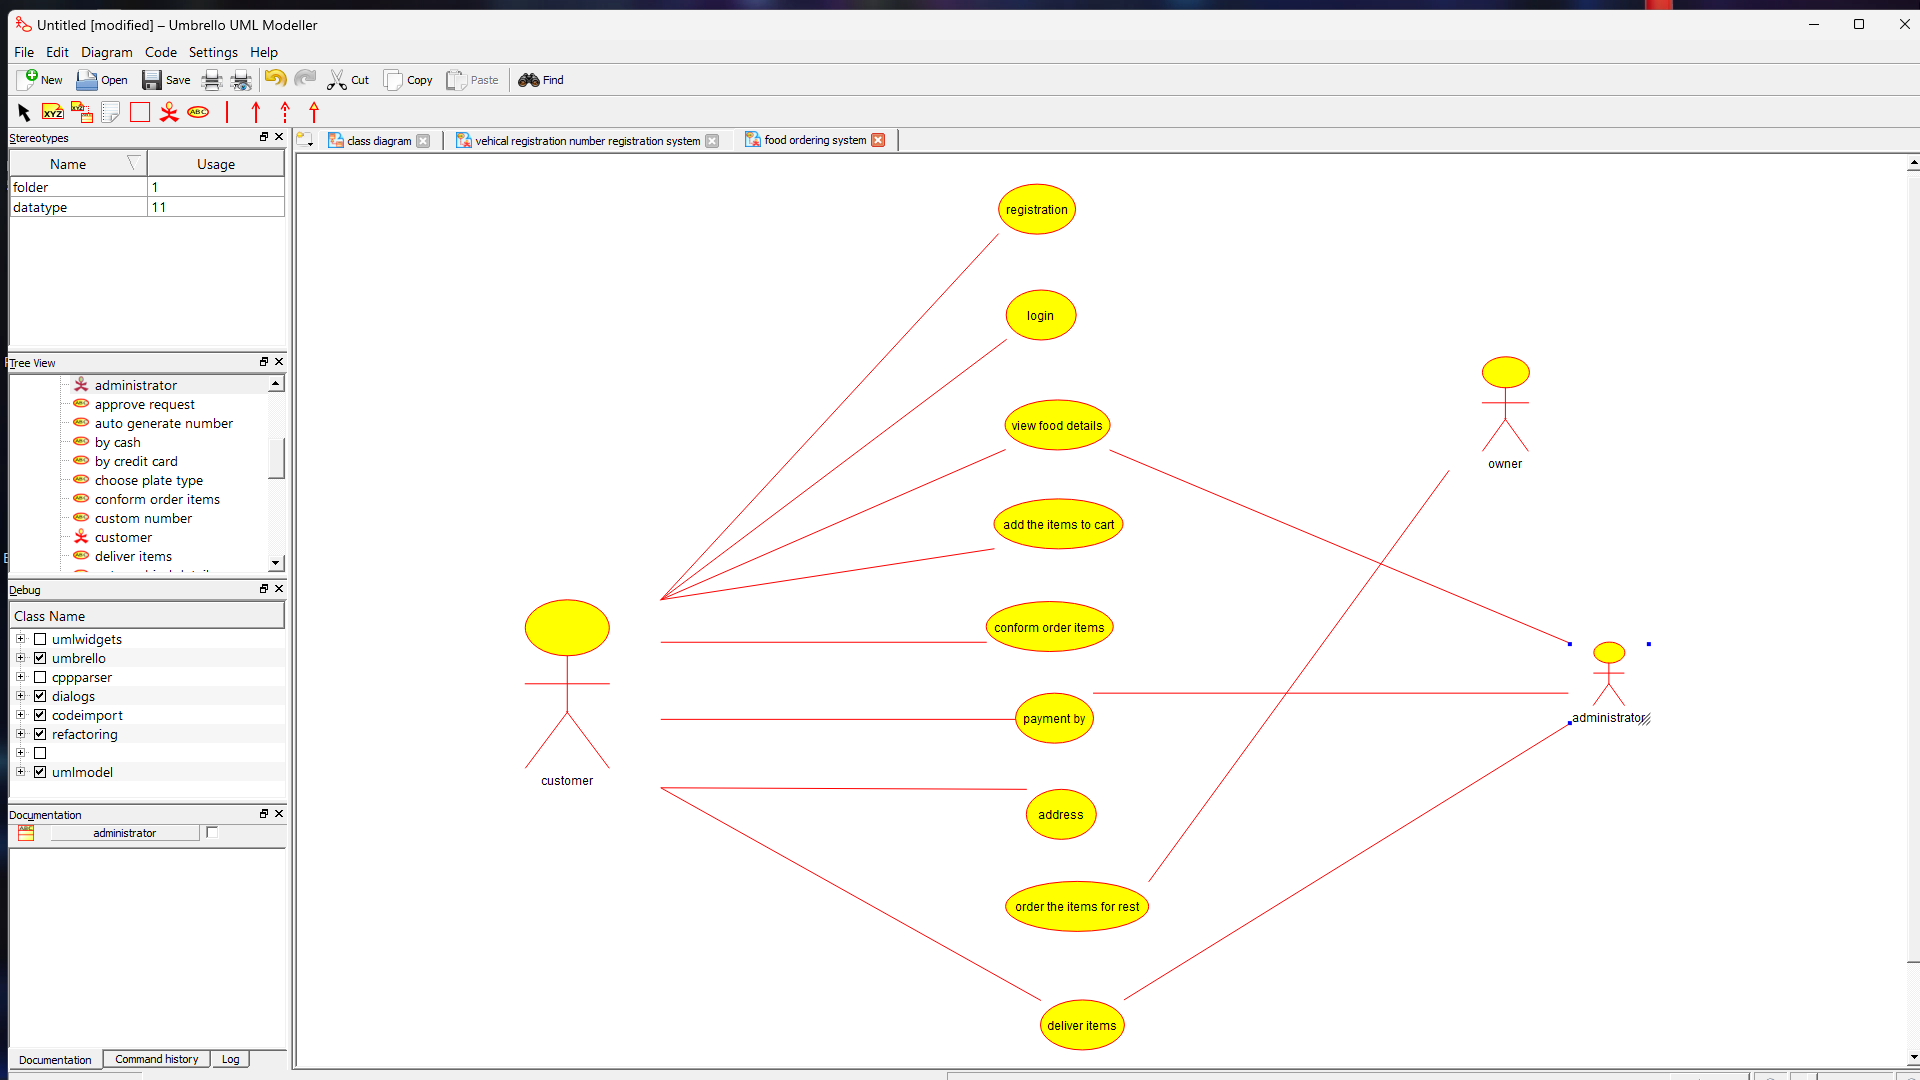 Untitled [modified] – Umbrello UML Modeller
File Edit Diagram Code Settings Help
New Open Save Cut Copy Paste Find
XYZ XYZ ABC
Stereotypes
Name Usage
folder 1
datatype 11
Tree View
administrator
approve request
auto generate number
by cash
by credit card
choose plate type
conform order items
custom number
customer
deliver items
Debug
Class Name
umlwidgets
umbrello
cppparser
dialogs
codeimport
refactoring
umlmodel
Documentation
administrator
Documentation Command history Log
class diagram vehical registration number registration system food ordering system
registration
login
view food details
owner
add the items to cart
conform order items
payment by
administrator
customer
address
order the items for rest
deliver items